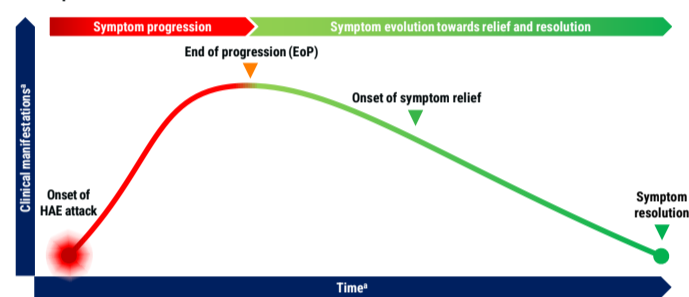 Symptom progression
Symptom evolution towards relief and resolution
End of progression (EoP)
Onset of symptom relief
Clinical manifestationsª
Onset of
HAE attack
Symptom
resolution
Timeª